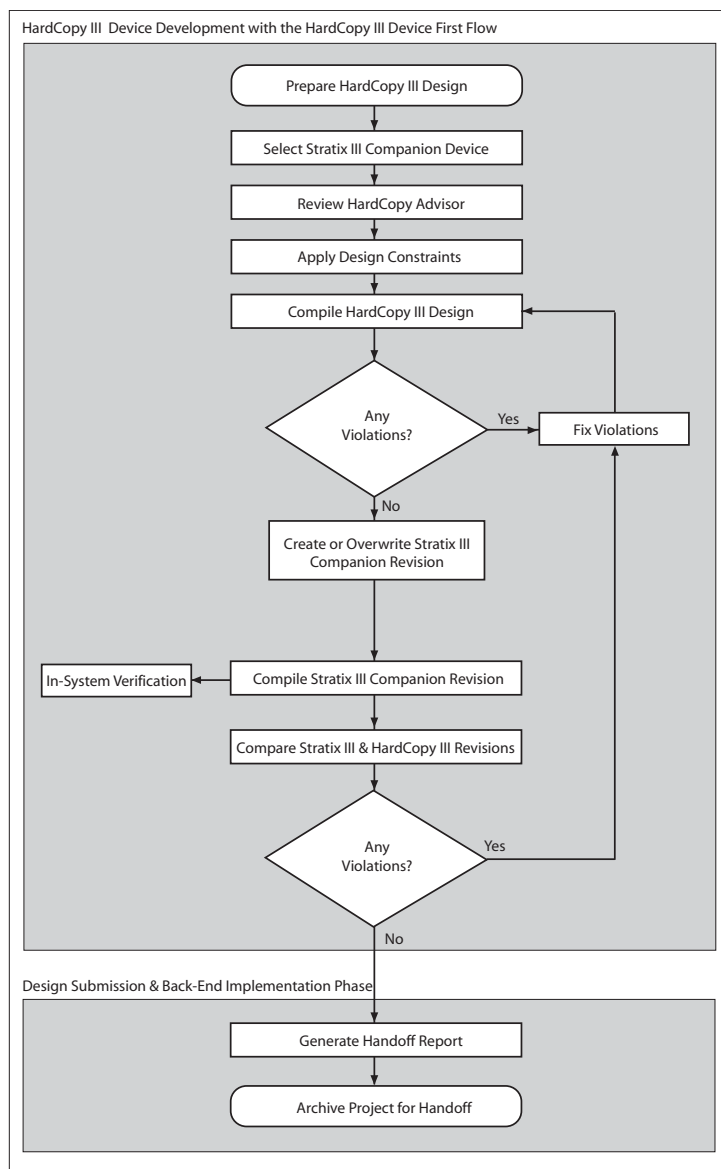 HardCopy III Device Development with the HardCopy III Device First Flow
Prepare HardCopy III Design
Select Stratix III Companion Device
Review HardCopy Advisor
Apply Design Constraints
Compile HardCopy III Design
Any
Violations?
Yes
Fix Violations
No
Create or Overwrite Stratix III
Companion Revision
In-System Verification
Compile Stratix III Companion Revision
Compare Stratix III & HardCopy III Revisions
Any
Violations?
Yes
No
Design Submission & Back-End Implementation Phase
Generate Handoff Report
Archive Project for Handoff